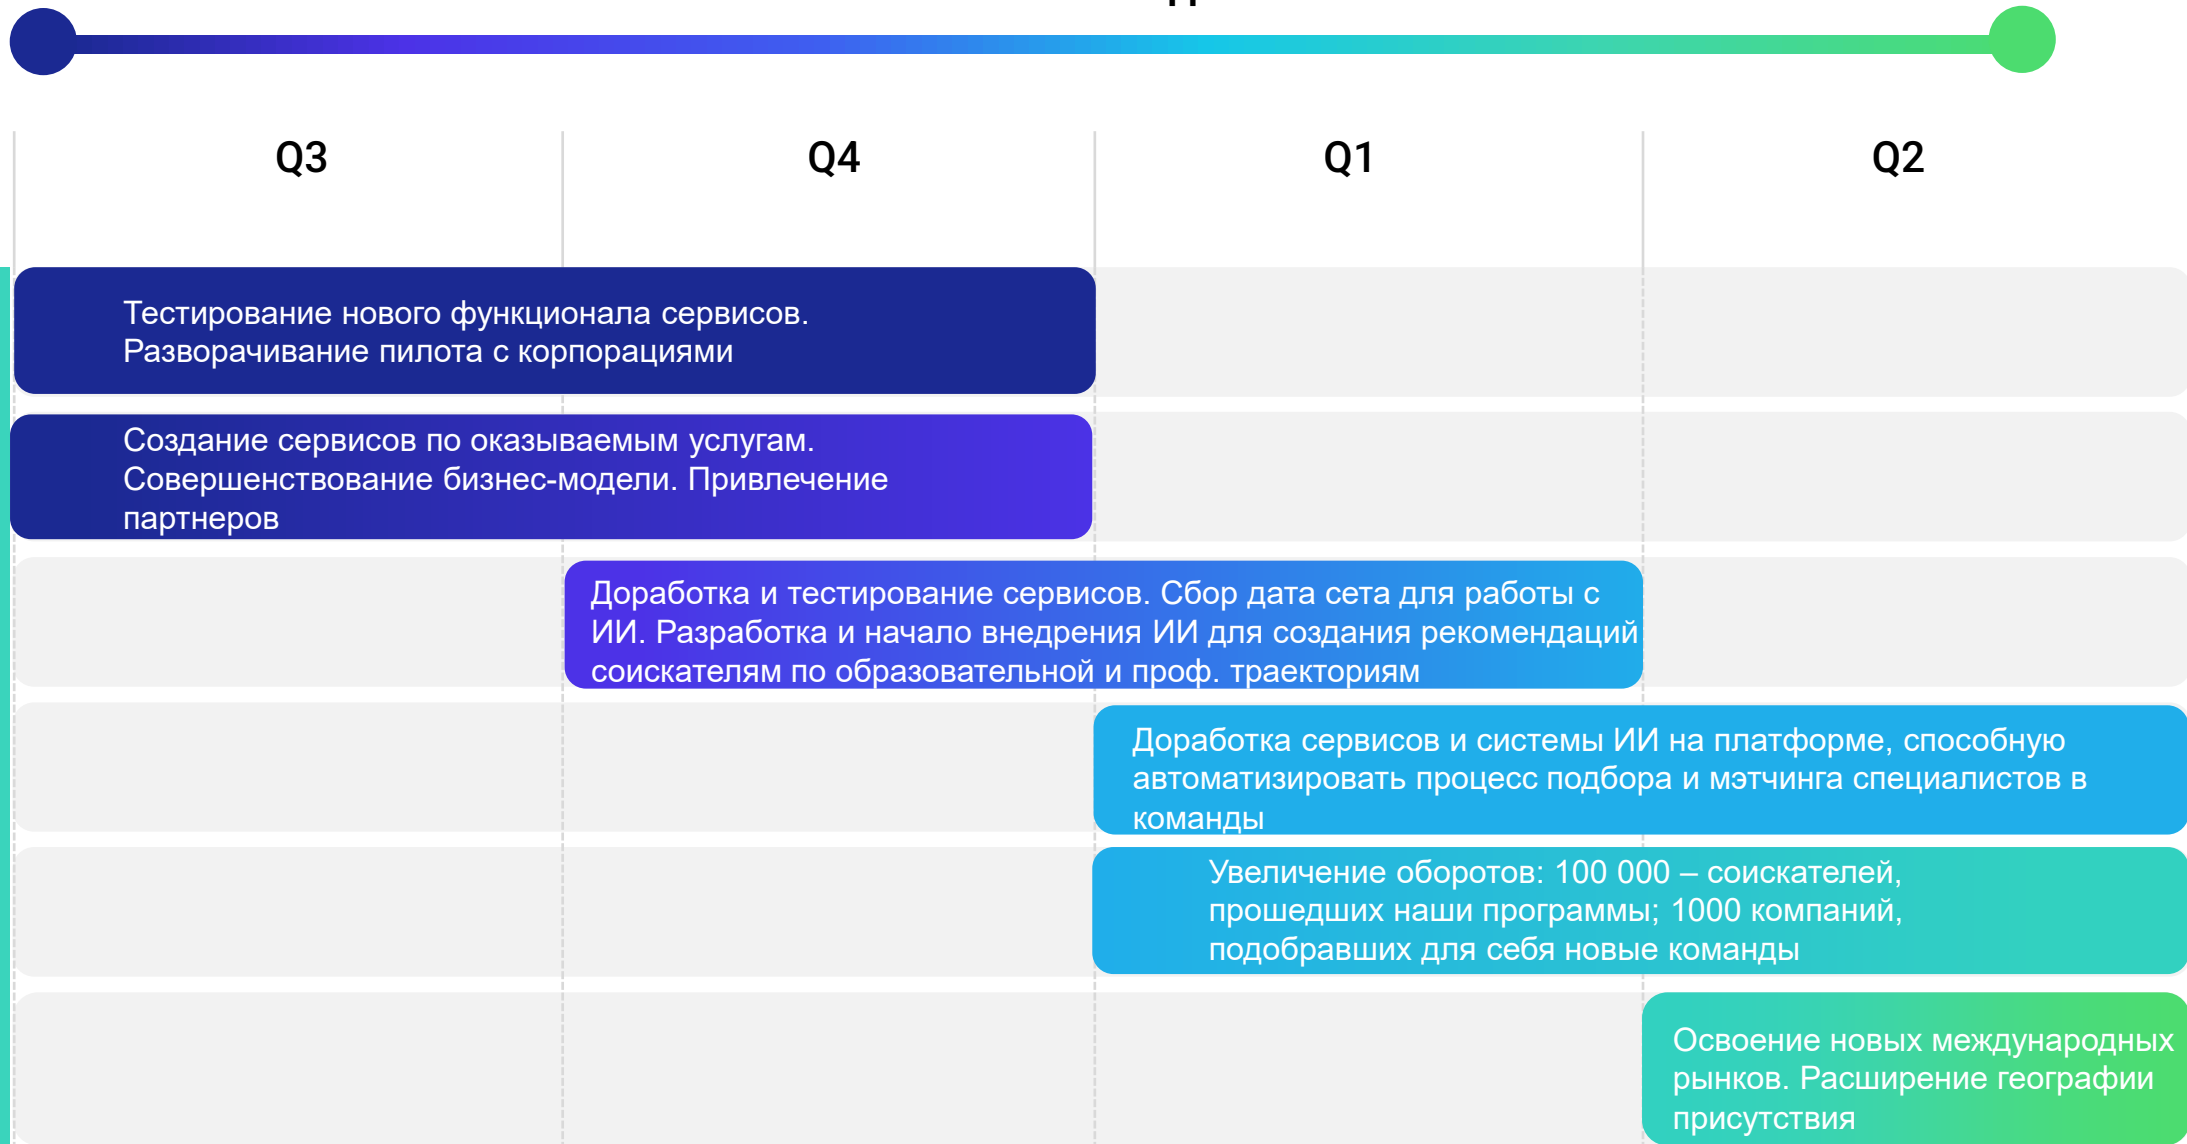 Q3
Q4
Q1
Q2
Тестирование нового функционала сервисов.
Разворачивание пилота с корпорациями
Создание сервисов по оказываемым услугам.
Совершенствование бизнес-модели. Привлечение
партнеров
Доработка и тестирование сервисов. Сбор дата сета для работы с
ИИ. Разработка и начало внедрения ИИ для создания рекомендаций
соискателям по образовательной и проф. траекториям
Доработка сервисов и системы ИИ на платформе, способную
автоматизировать процесс подбора и мэтчинга специалистов в
команды
Увеличение оборотов: 100 000 – соискателей,
прошедших наши программы; 1000 компаний,
подобравших для себя новые команды
Освоение новых международных
рынков. Расширение географии
присутствия